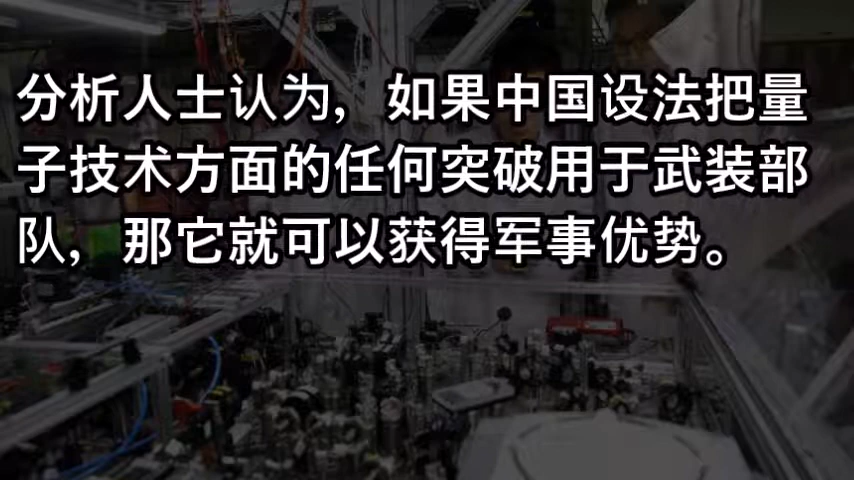 分析人士认为，如果中国设法把量
子技术方面的任何突破用于武装部
队，那它就可以获得军事优势。